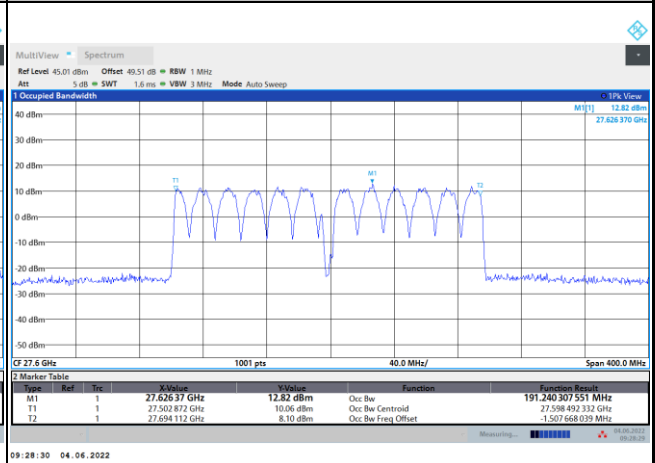 MultiView Spectrum
Ref Level 45.01 dBm Offset 49.51 dB RBW 1 MHz
Att 5 dB SWT 1.6 ms VBW 3 MHz Mode Auto Sweep
1 Occupied Bandwidth 1Pk View
M1[1] 12.82 dBm
27.626 370 GHz
40 dBm
30 dBm
20 dBm
10 dBm
0 dBm
-10 dBm
-20 dBm
-30 dBm
-40 dBm
-50 dBm
T1
M1
T2
CF 27.6 GHz 1001 pts 40.0 MHz/ Span 400.0 MHz
2 Marker Table
Type Ref Trc X-Value Y-Value Function Function Result
M1 1 27.626 37 GHz 12.82 dBm Occ Bw 191.240 307 551 MHz
T1 1 27.502 872 GHz 10.06 dBm Occ Bw Centroid 27.598 492 332 GHz
T2 1 27.694 112 GHz 8.10 dBm Occ Bw Freq Offset -1.507 668 039 MHz
Measuring... 04.06.2022
09:28:29
09:28:30 04.06.2022